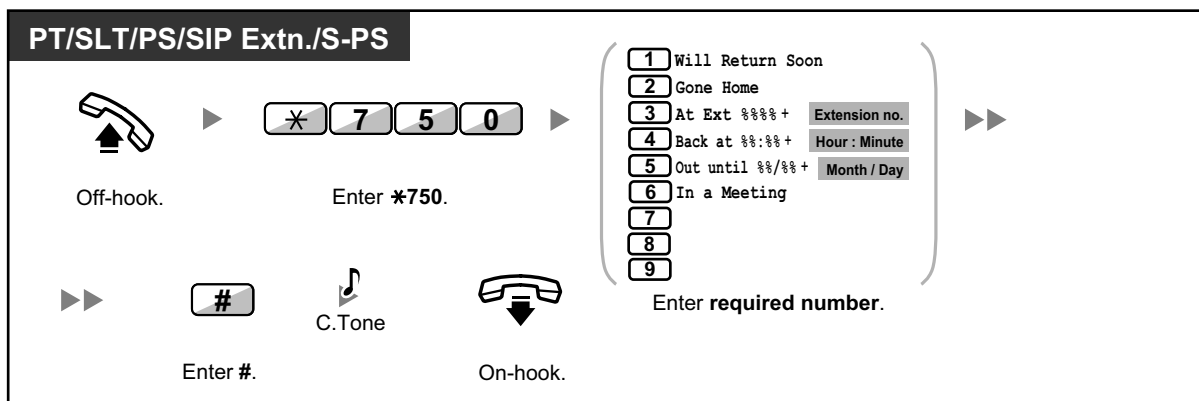 PT/SLT/PS/SIP Extn./S-PS
Off-hook.
* 7 5 0
Enter *750.
1 Will Return Soon
2 Gone Home
3 At Ext %%%% + Extension no.
4 Back at %%:%% + Hour : Minute
5 Out until %%/%% + Month / Day
6 In a Meeting
7
8
9
Enter required number.
#
Enter #.
C.Tone
On-hook.